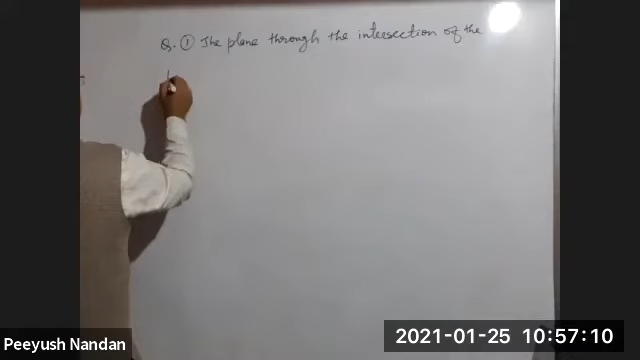 Q. ① The plane through the intersection of the
Peeyush Nandan
2021-01-25 10:57:10